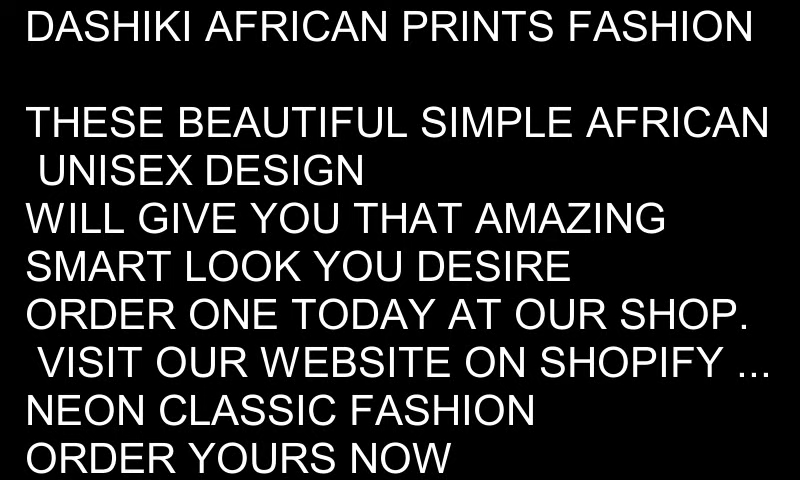 DASHIKI AFRICAN PRINTS FASHION
THESE BEAUTIFUL SIMPLE AFRICAN
UNISEX DESIGN
WILL GIVE YOU THAT AMAZING
SMART LOOK YOU DESIRE
ORDER ONE TODAY AT OUR SHOP.
VISIT OUR WEBSITE ON SHOPIFY ...
NEON CLASSIC FASHION
ORDER YOURS NOW